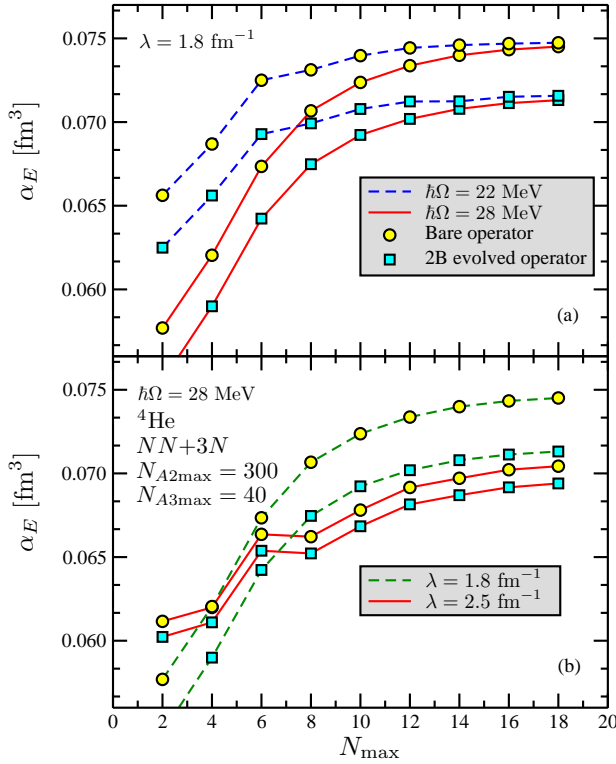 0.075
λ = 1.8 fm⁻¹
0.070
α_E [fm³]
0.065
0.060
ħΩ = 22 MeV
ħΩ = 28 MeV
Bare operator
2B evolved operator
(a)
0.075
ħΩ = 28 MeV
⁴He
NN+3N
N_A2max = 300
N_A3max = 40
0.070
α_E [fm³]
0.065
0.060
λ = 1.8 fm⁻¹
λ = 2.5 fm⁻¹
(b)
0 2 4 6 8 10 12 14 16 18 20
N_max